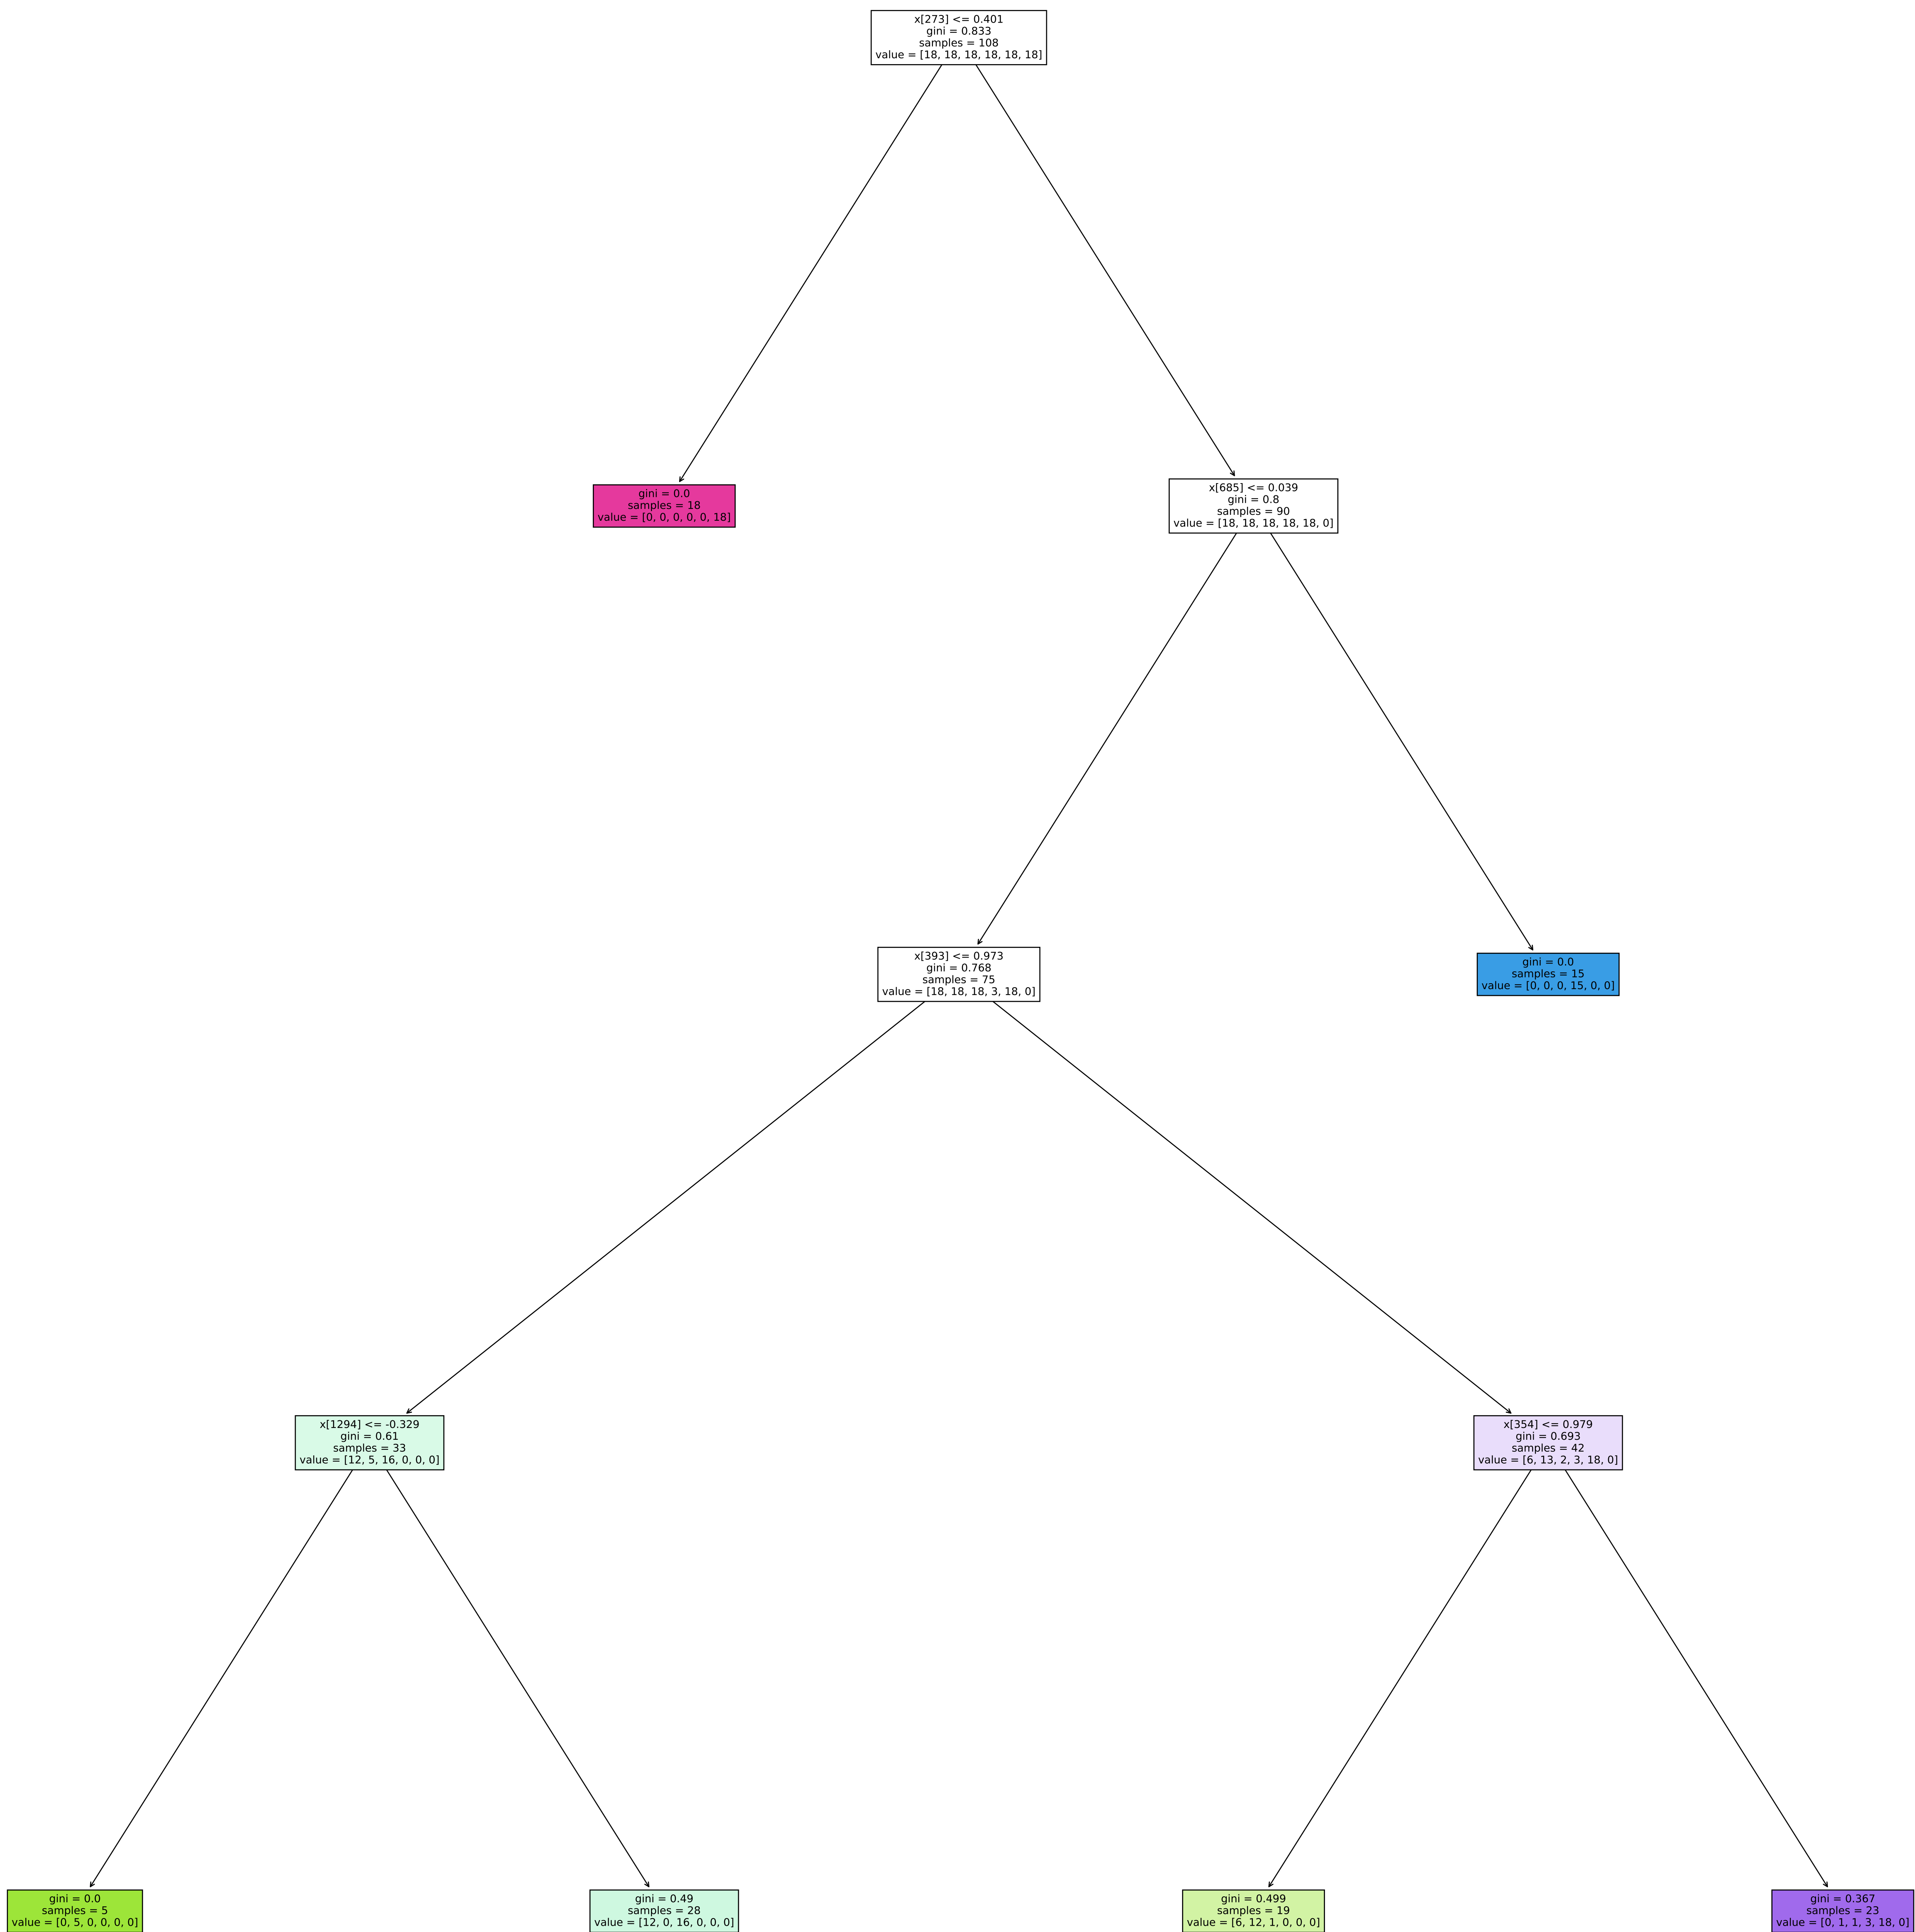 x[273] <= 0.401
gini = 0.833
samples = 108
value = [18, 18, 18, 18, 18, 18]
gini = 0.0
samples = 18
value = [0, 0, 0, 0, 0, 18]
x[685] <= 0.039
gini = 0.8
samples = 90
value = [18, 18, 18, 18, 18, 0]
x[393] <= 0.973
gini = 0.768
samples = 75
value = [18, 18, 18, 3, 18, 0]
gini = 0.0
samples = 15
value = [0, 0, 0, 15, 0, 0]
x[1294] <= -0.329
gini = 0.61
samples = 33
value = [12, 5, 16, 0, 0, 0]
x[354] <= 0.979
gini = 0.693
samples = 42
value = [6, 13, 2, 3, 18, 0]
gini = 0.0
samples = 5
value = [0, 5, 0, 0, 0, 0]
gini = 0.49
samples = 28
value = [12, 0, 16, 0, 0, 0]
gini = 0.499
samples = 19
value = [6, 12, 1, 0, 0, 0]
gini = 0.367
samples = 23
value = [0, 1, 1, 3, 18, 0]